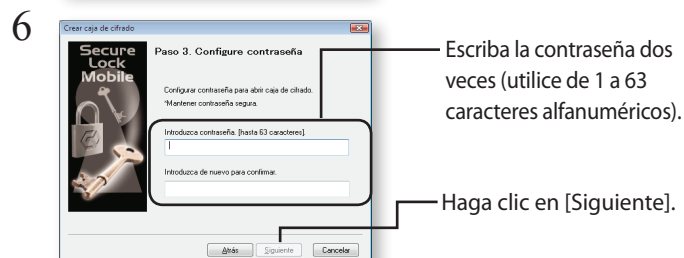 6
Crear caja de cifrado
Secure
Lock
Mobile
Paso 3. Configure contraseña
Configurar contraseña para abrir caja de cifrado.
*Mantener contraseña segura.
Introduzca contraseña. [hasta 63 caracteres].
Introduzca de nuevo para confirmar.
Atrás
Siguiente
Cancelar
Escriba la contraseña dos
veces (utilice de 1 a 63
caracteres alfanuméricos).
Haga clic en [Siguiente].